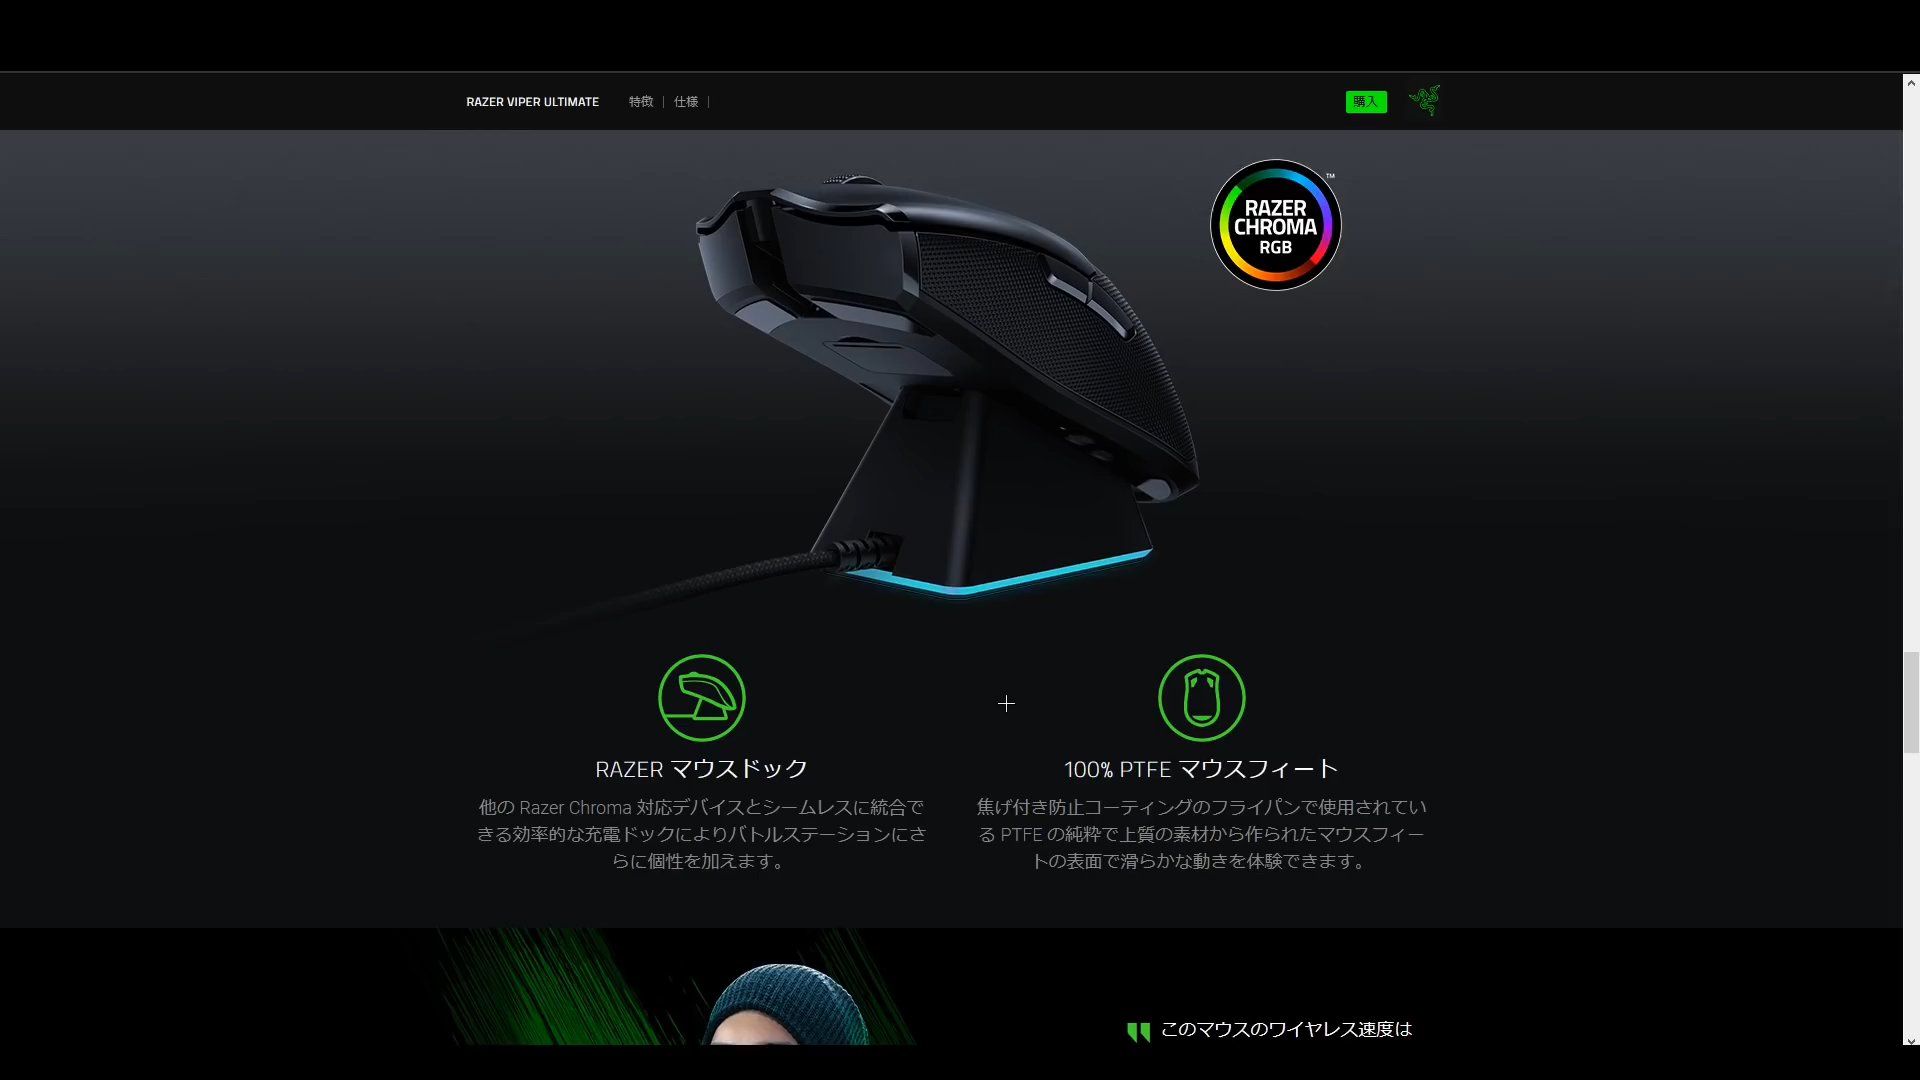 RAZER VIPER ULTIMATE 特徴 | 仕様 | 購入
RAZER
CHROMA
RGB
™
RAZER マウスドック
他の Razer Chroma 対応デバイスとシームレスに統合で
きる効率的な充電ドックによりバトルステーションにさ
らに個性を加えます。
100% PTFE マウスフィート
焦げ付き防止コーティングのフライパンで使用されてい
る PTFE の純粋で上質の素材から作られたマウスフィー
トの表面で滑らかな動きを体験できます。
このマウスのワイヤレス速度は